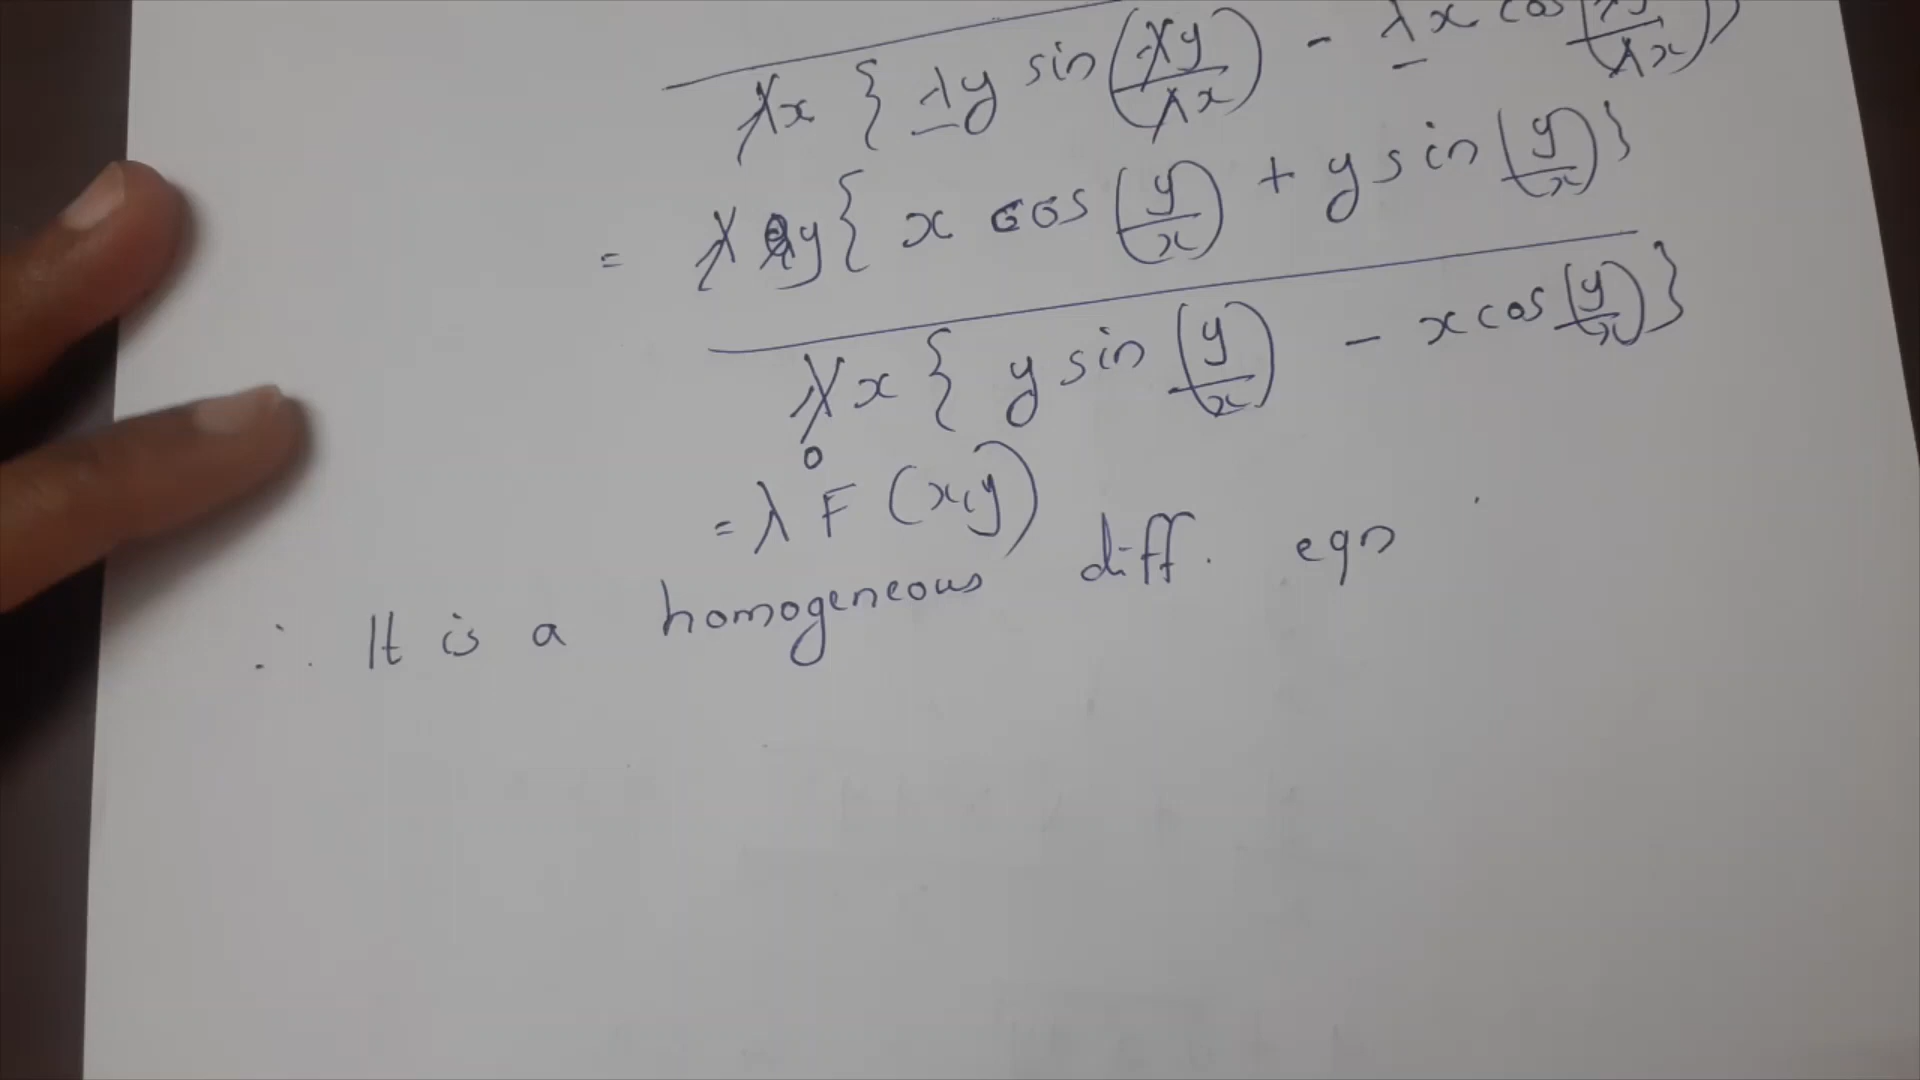 λx { λy sin(λy/λx) - λx cos(λy/λx)
= λ y{ x cos(y/x) + y sin(y/x)}
λx { y sin(y/x) - x cos(y/x)}
= λ⁰ F (x,y)
∴ It is a homogeneous diff. eqn